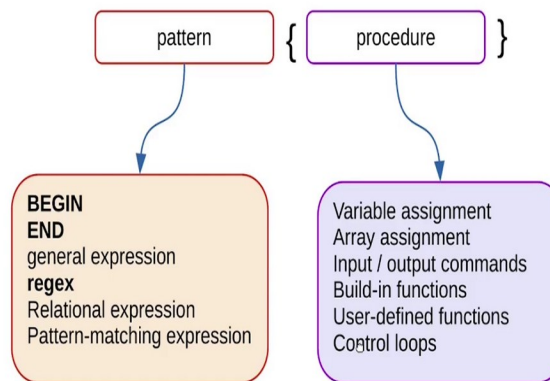 pattern { procedure }
BEGIN
END
general expression
regex
Relational expression
Pattern-matching expression
Variable assignment
Array assignment
Input / output commands
Build-in functions
User-defined functions
Control loops